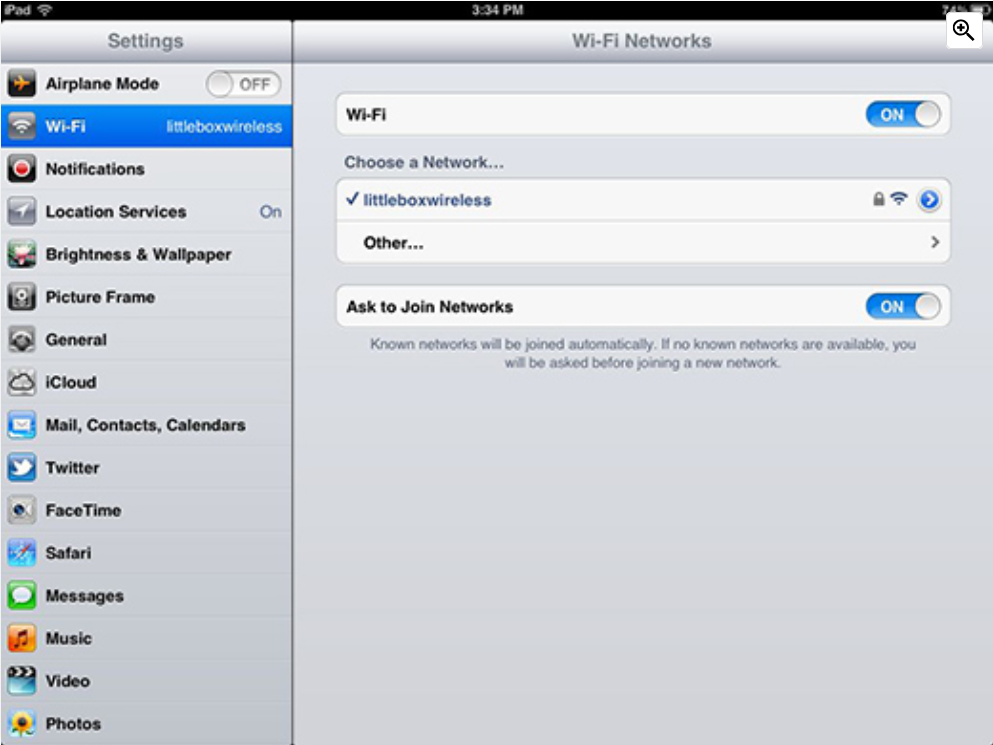 iPad 3:34 PM
Settings
Wi-Fi Networks
Airplane Mode OFF
Wi-Fi littleboxwireless
Notifications
Location Services On
Brightness & Wallpaper
Picture Frame
General
iCloud
Mail, Contacts, Calendars
Twitter
FaceTime
Safari
Messages
Music
Video
Photos
Wi-Fi ON
Choose a Network...
✓ littleboxwireless
Other...
Ask to Join Networks ON
Known networks will be joined automatically. If no known networks are available, you
will be asked before joining a new network.